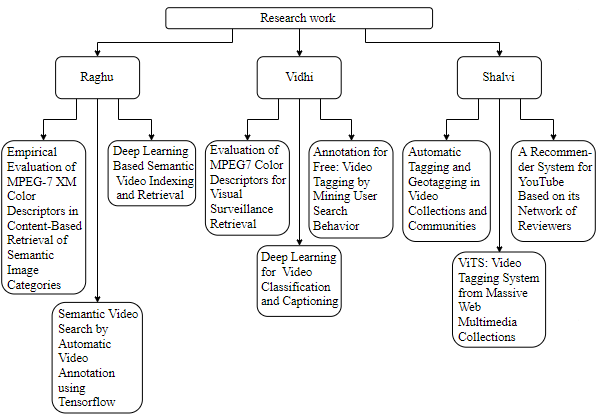 Research work
Raghu
Vidhi
Shalvi
Empirical
Evaluation of
MPEG-7 XM
Color
Descriptors in
Content-Based
Retrieval of
Semantic
Image
Categories
Deep Learning
Based Semantic
Video Indexing
and Retrieval
Semantic Video
Search by
Automatic
Video
Annotation
using
Tensorflow
Evaluation of
MPEG7 Color
Descriptors for
Visual
Surveillance
Retrieval
Annotation for
Free: Video
Tagging by
Mining User
Search
Behavior
Deep Learning
for Video
Classification
and Captioning
Automatic
Tagging and
Geotagging in
Video
Collections and
Communities
A Recommen-
der System for
YouTube
Based on its
Network of
Reviewers
ViTS: Video
Tagging System
from Massive
Web
Multimedia
Collections